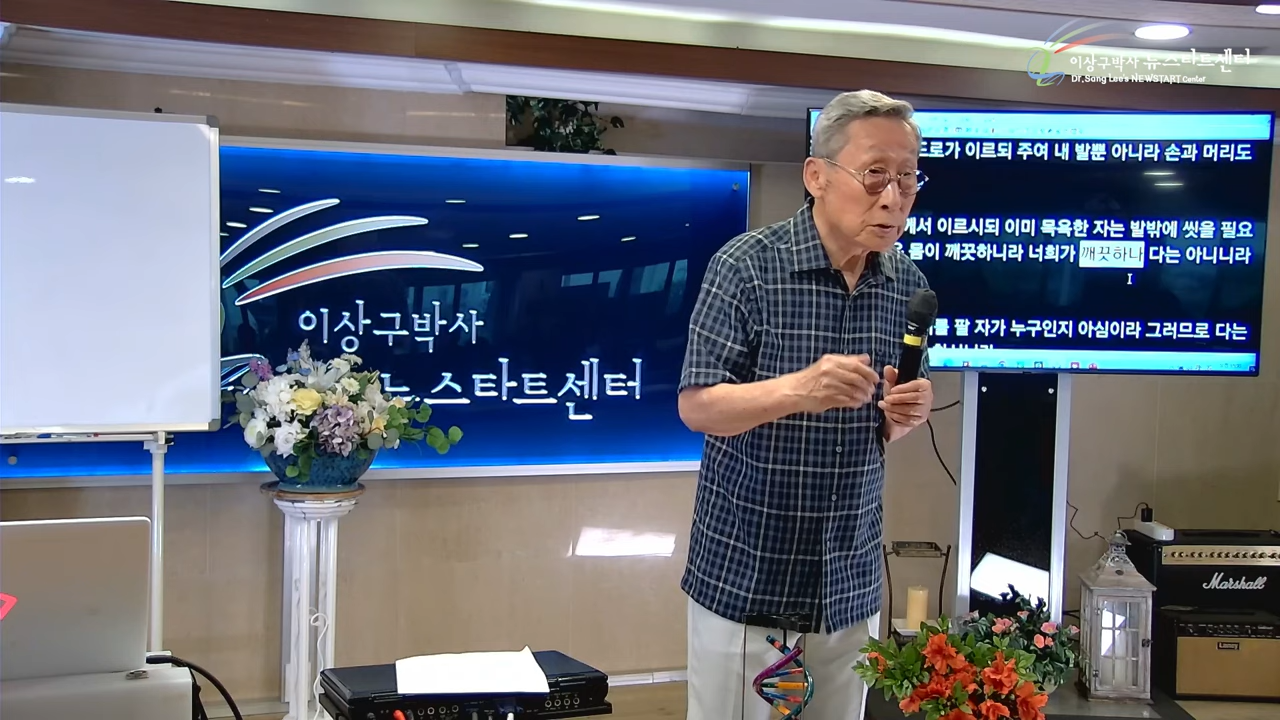 이상구박사 뉴스타트센터
Dr. Sang Lee's NEWSTART Center
이르되 주여 내 발뿐 아니라 손과 머리도
이르시되 이미 목욕한 자는 발밖에 씻을 필요
몸이 깨끗하니라 너희가 깨끗하나 다는 아니니라
팔 자가 누구인지 아심이라 그러므로 다는
이상구박사
뉴스타트센터
Marshall
Laney